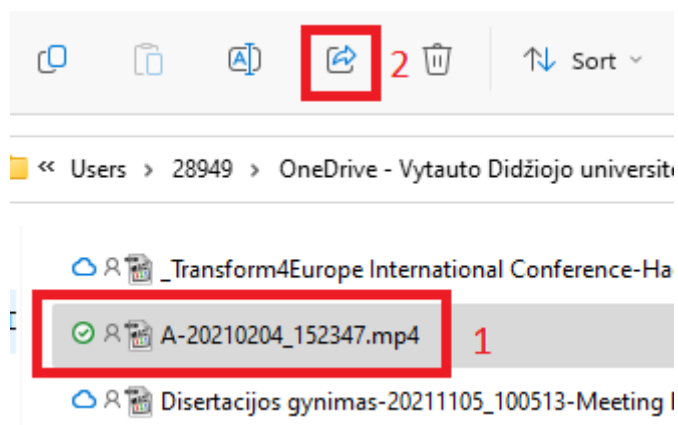 2 Sort
« Users > 28949 > OneDrive - Vytauto Didžiojo universite
_Transform4Europe International Conference-Ha
A-20210204_152347.mp4 1
Disertacijos gynimas-20211105_100513-Meeting